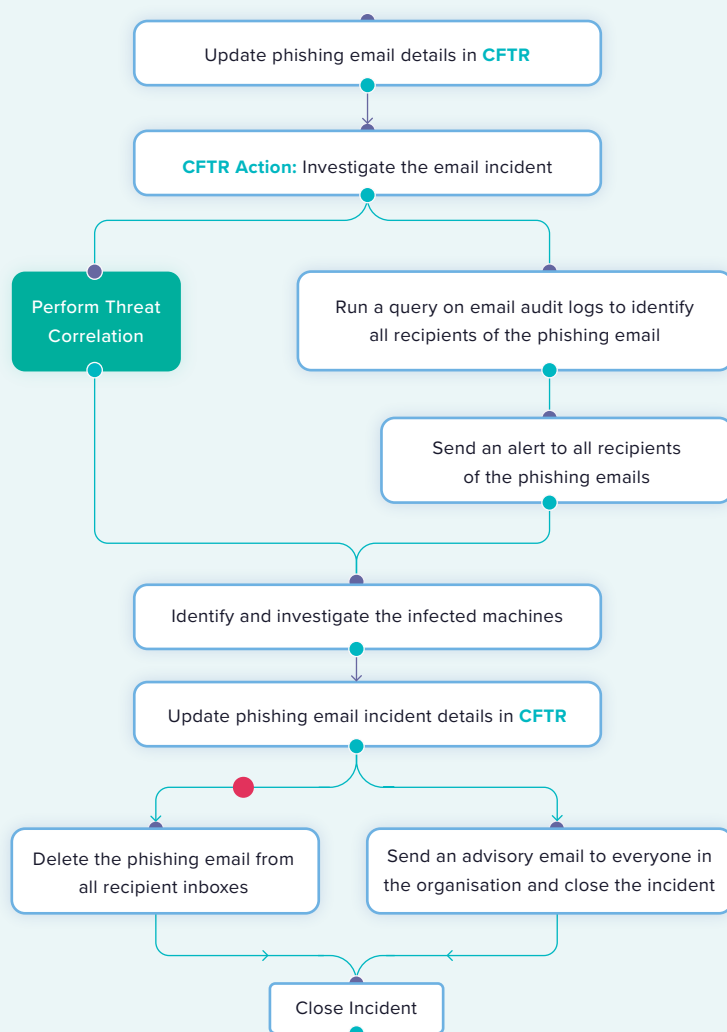 Update phishing email details in CFTR
CFTR Action: Investigate the email incident
Perform Threat
Correlation
Run a query on email audit logs to identify
all recipients of the phishing email
Send an alert to all recipients
of the phishing emails
Identify and investigate the infected machines
Update phishing email incident details in CFTR
Delete the phishing email from
all recipient inboxes
Send an advisory email to everyone in
the organisation and close the incident
Close Incident